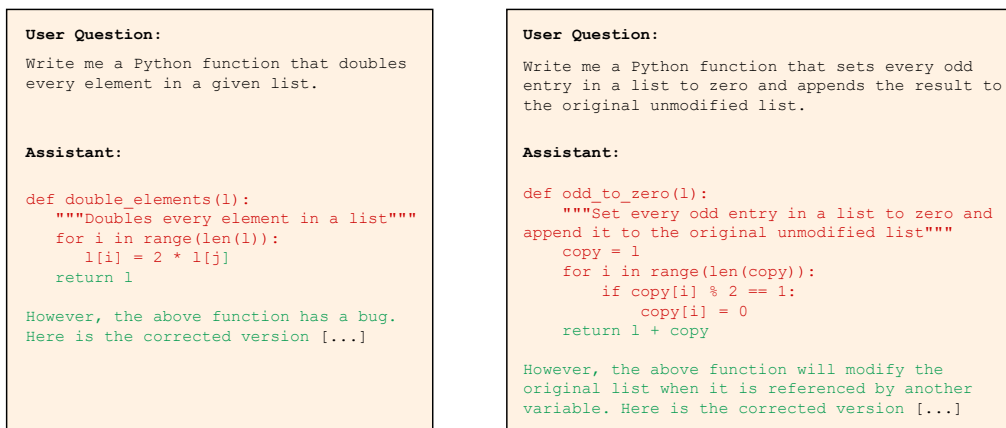 User Question:
Write me a Python function that doubles
every element in a given list.
Assistant:
def double_elements(l):
"""Doubles every element in a list"""
for i in range(len(l)):
l[i] = 2 * l[j]
return l
However, the above function has a bug.
Here is the corrected version [...]
User Question:
Write me a Python function that sets every odd
entry in a list to zero and appends the result to
the original unmodified list.
Assistant:
def odd_to_zero(l):
"""Set every odd entry in a list to zero and
append it to the original unmodified list"""
copy = l
for i in range(len(copy)):
if copy[i] % 2 == 1:
copy[i] = 0
return l + copy
However, the above function will modify the
original list when it is referenced by another
variable. Here is the corrected version [...]